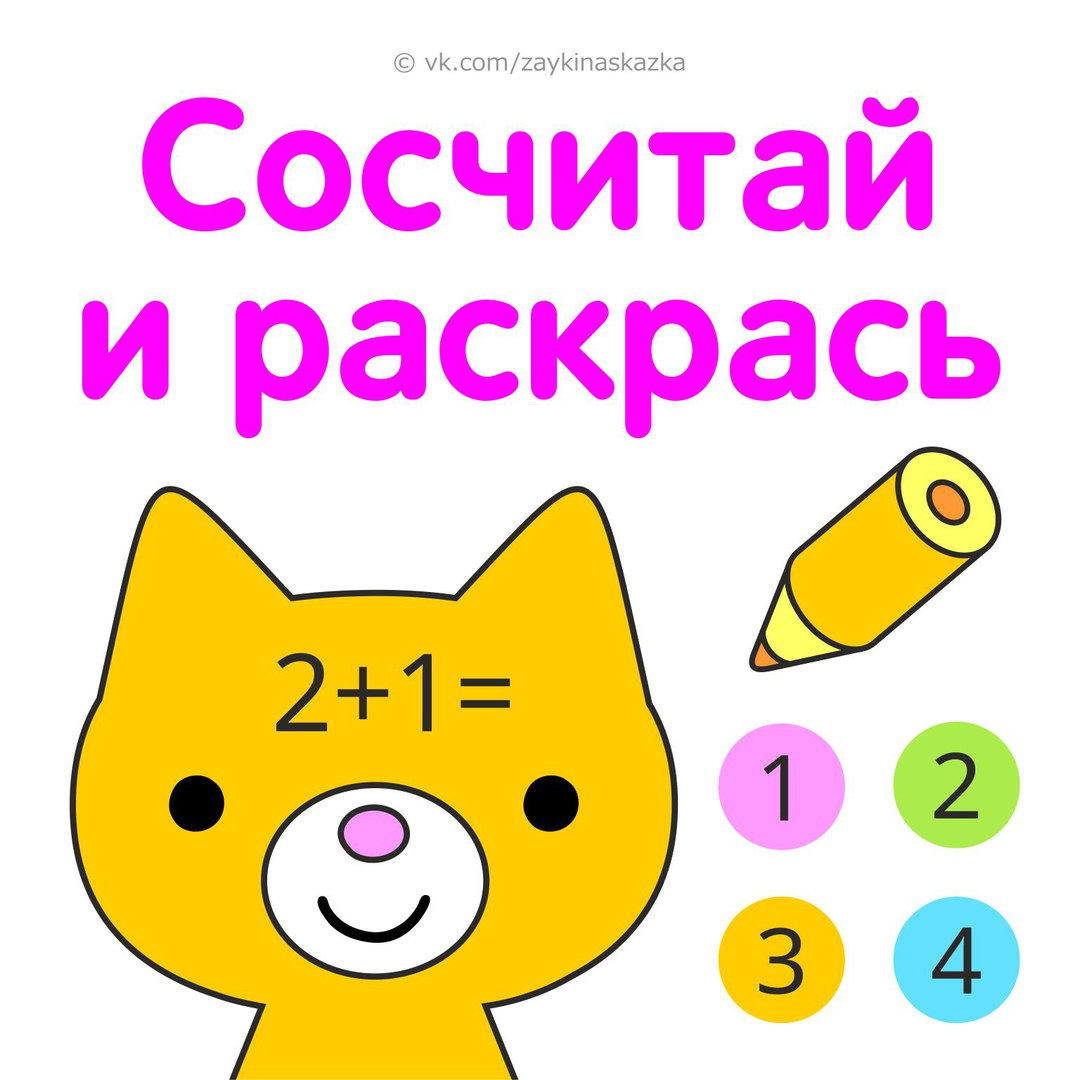 © vk.com/zaykinaskazka
Сосчитай
и раскрась
2+1=
1 2
3 4